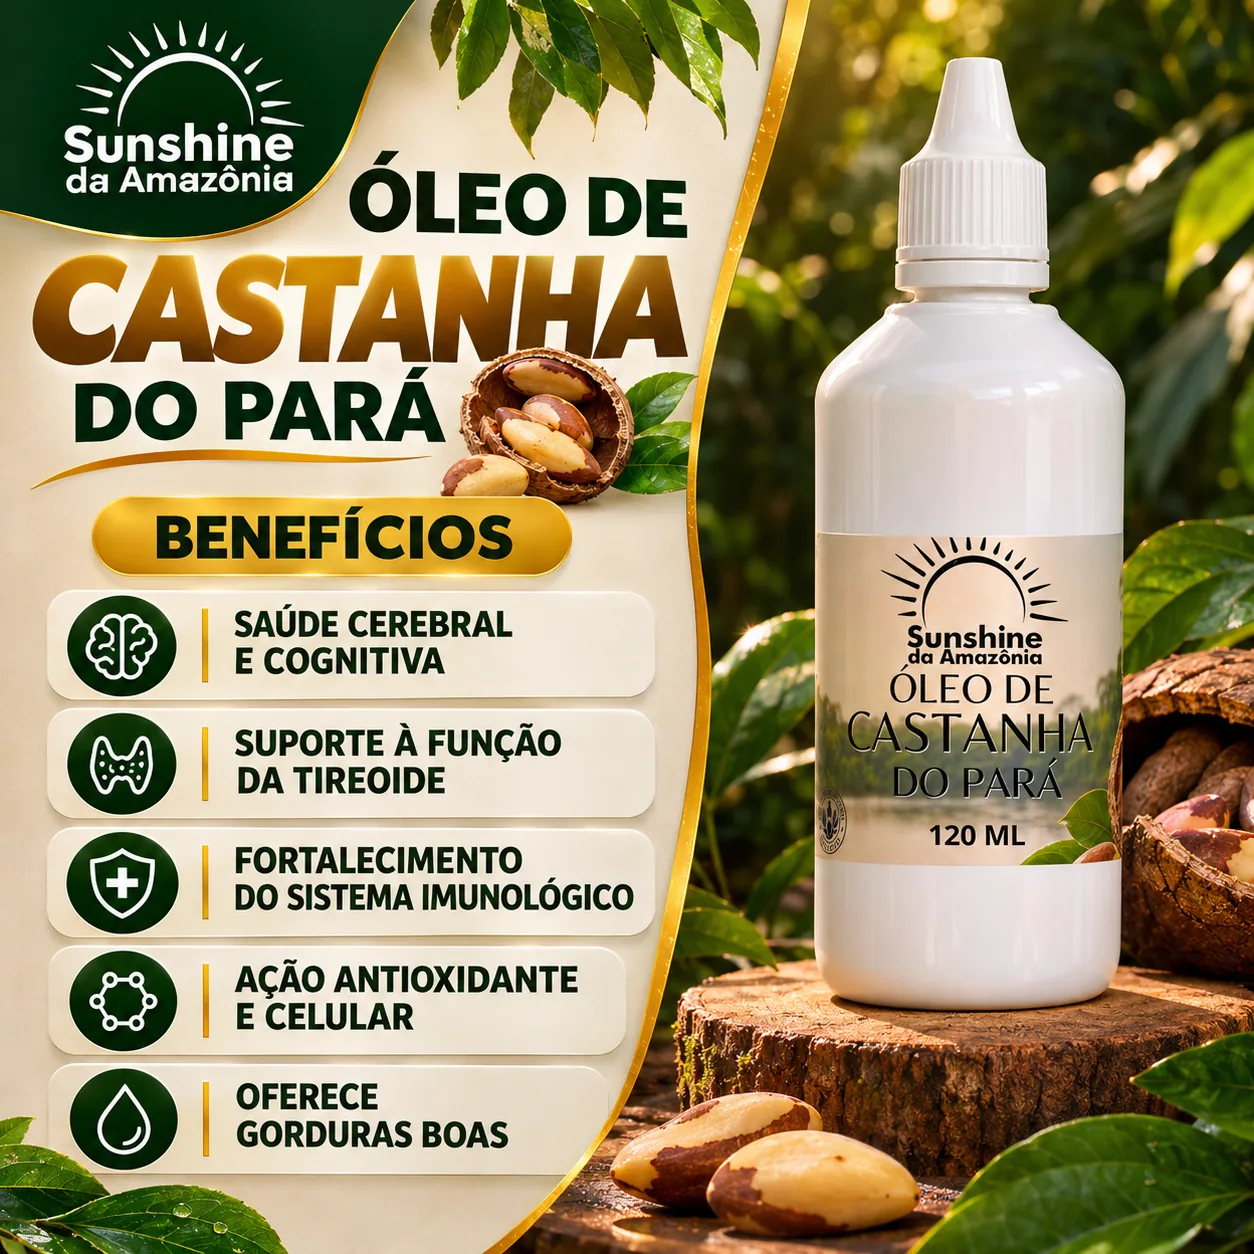 Sunshine
da Amazônia
ÓLEO DE
CASTANHA
DO PARÁ
BENEFÍCIOS
SAÚDE CEREBRAL
E COGNITIVA
SUPORTE À FUNÇÃO
DA TIREOIDE
FORTALECIMENTO
DO SISTEMA IMUNOLÓGICO
AÇÃO ANTIOXIDANTE
E CELULAR
OFERECE
GORDURAS BOAS
Sunshine
da Amazônia
ÓLEO DE
CASTANHA
DO PARÁ
120 ML